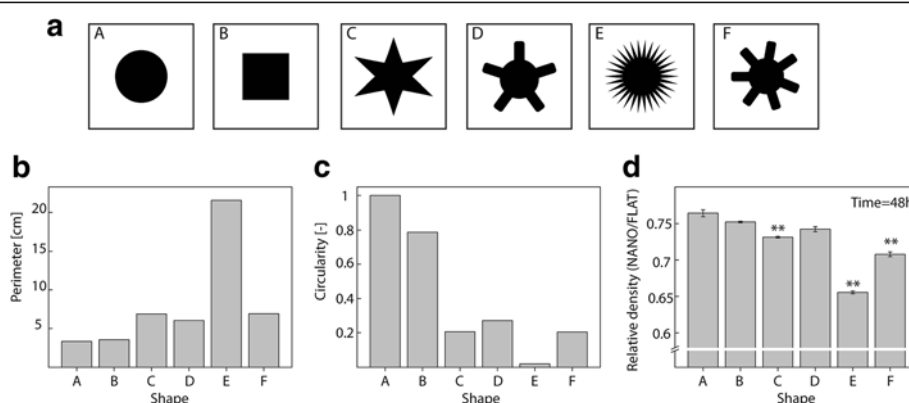 a
A B C D E F
b
Perimeter [cm]
20
15
10
5
A B C D E F
Shape
c
Circularity [-]
1
0.8
0.6
0.4
0.2
A B C D E F
Shape
d
Relative density (NANO/FLAT)
Time=48h
0.75
0.7
0.65
0.6
**
**
**
A B C D E F
Shape